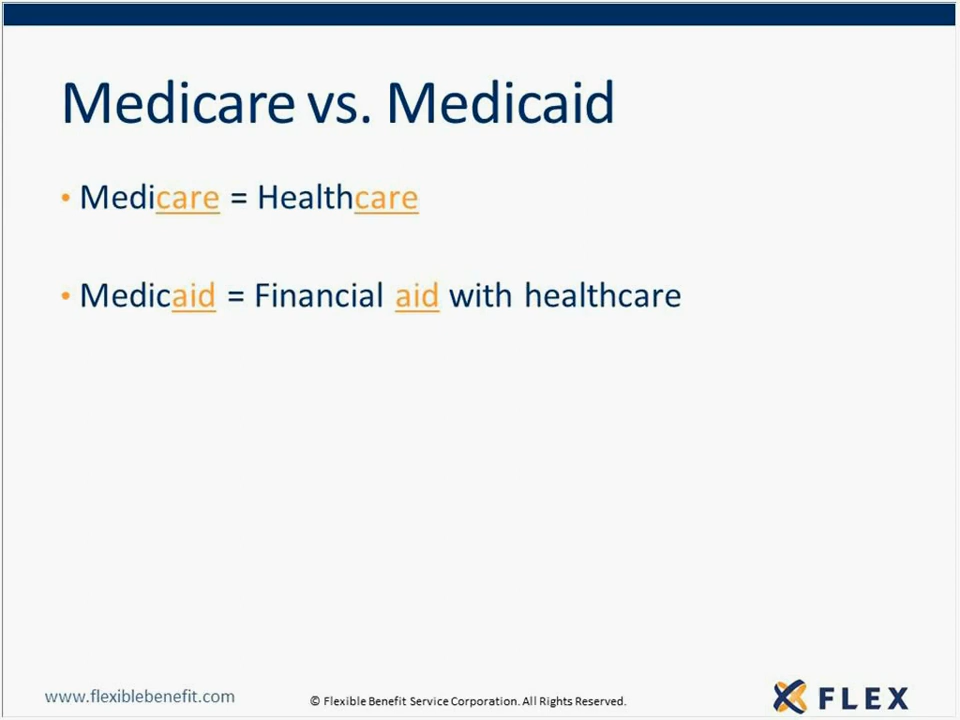 Medicare vs. Medicaid
• Medicare = Healthcare
• Medicaid = Financial aid with healthcare
www.flexiblebenefit.com
© Flexible Benefit Service Corporation. All Rights Reserved.
FLEX